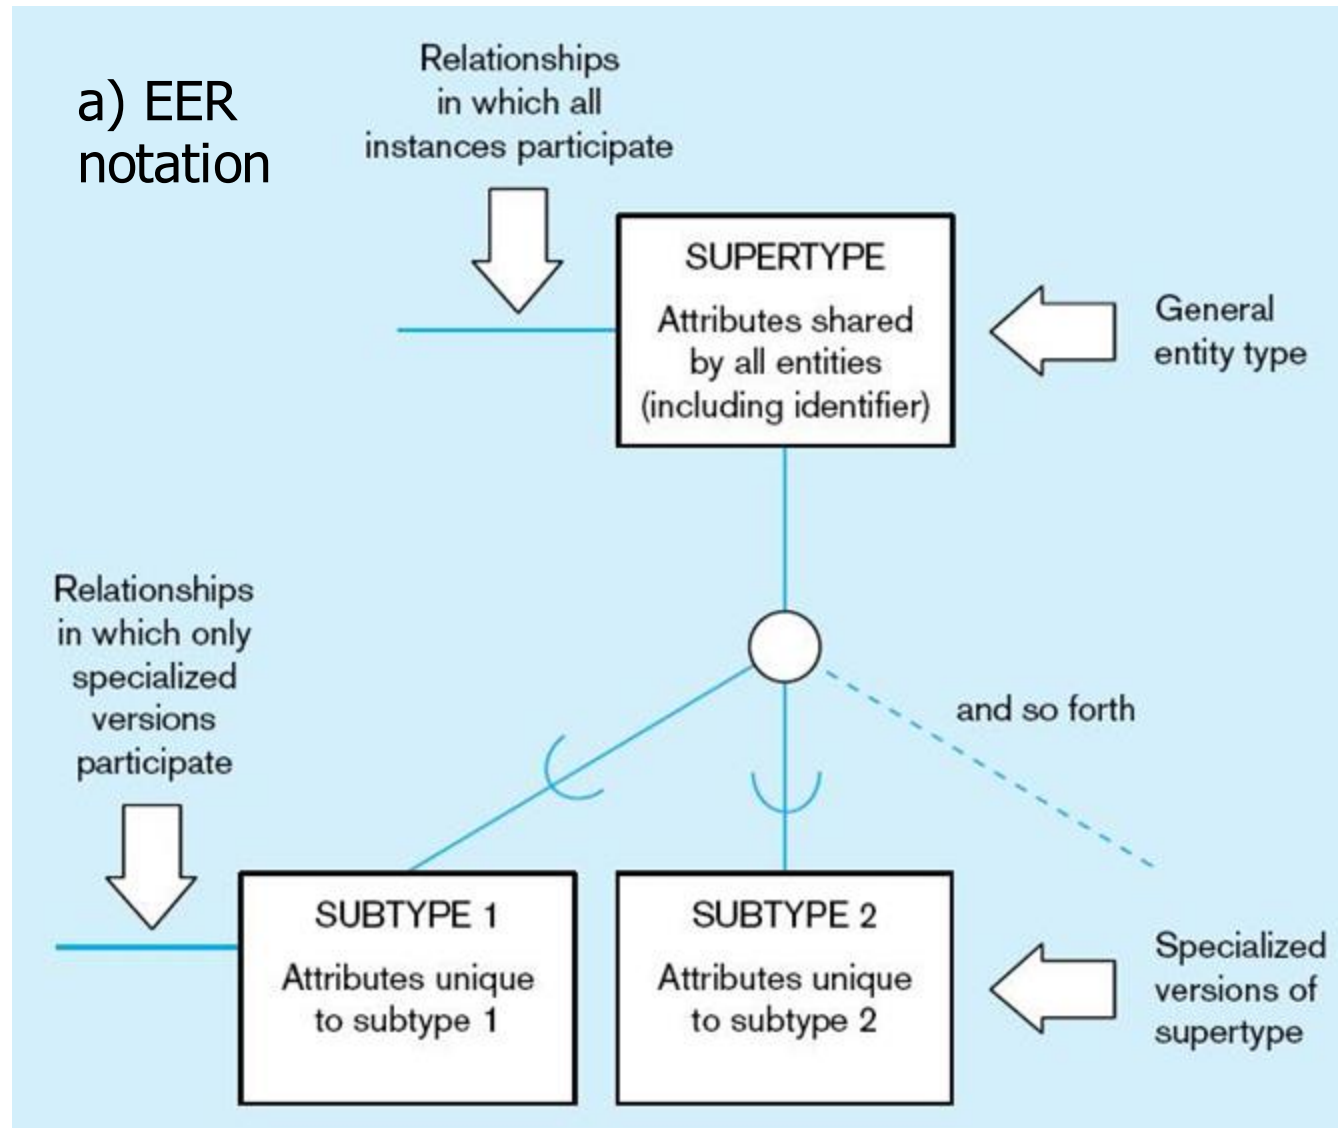 a) EER
notation
Relationships
in which all
instances participate
SUPERTYPE
Attributes shared
by all entities
(including identifier)
General
entity type
Relationships
in which only
specialized
versions
participate
and so forth
SUBTYPE 1
Attributes unique
to subtype 1
SUBTYPE 2
Attributes unique
to subtype 2
Specialized
versions of
supertype